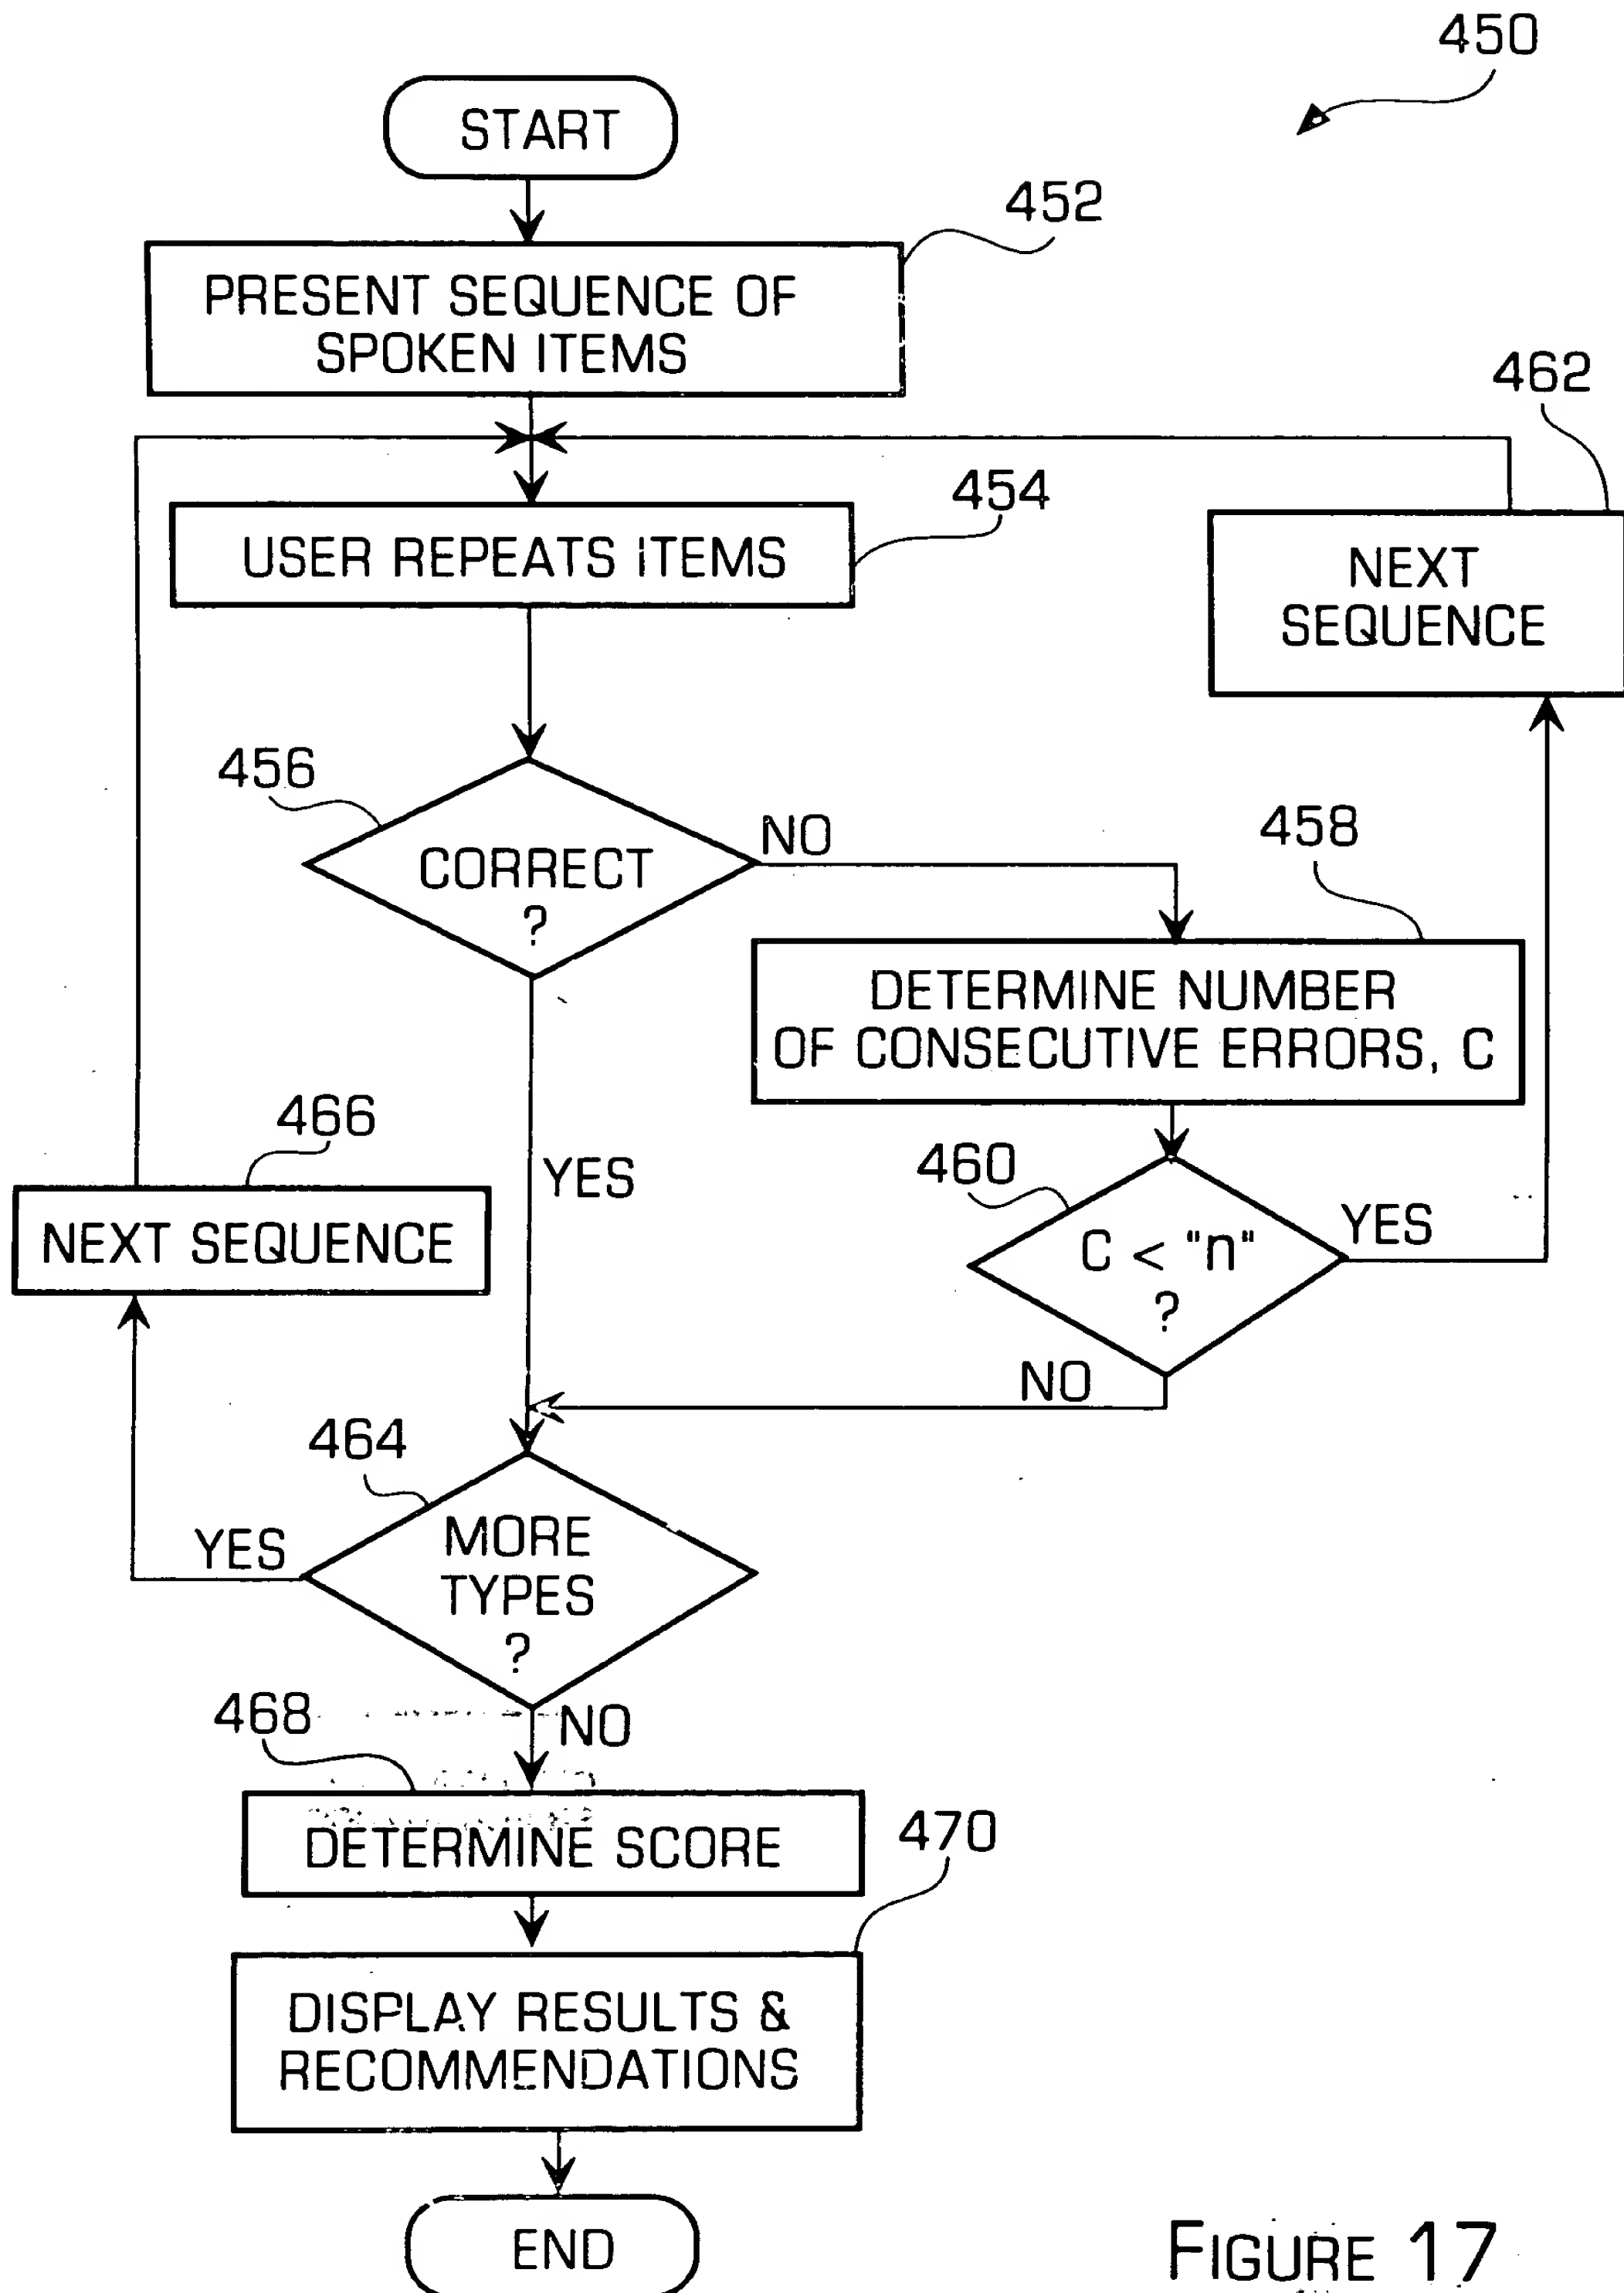 450
START
452
PRESENT SEQUENCE OF
SPOKEN ITEMS
462
454
USER REPEATS ITEMS
NEXT
SEQUENCE
456
CORRECT
?
NO
458
DETERMINE NUMBER
OF CONSECUTIVE ERRORS, C
466
YES
460
NEXT SEQUENCE
C < "n"
?
YES
NO
464
MORE
TYPES
?
YES
468
NO
DETERMINE SCORE
470
DISPLAY RESULTS &
RECOMMENDATIONS
END
FIGURE 17